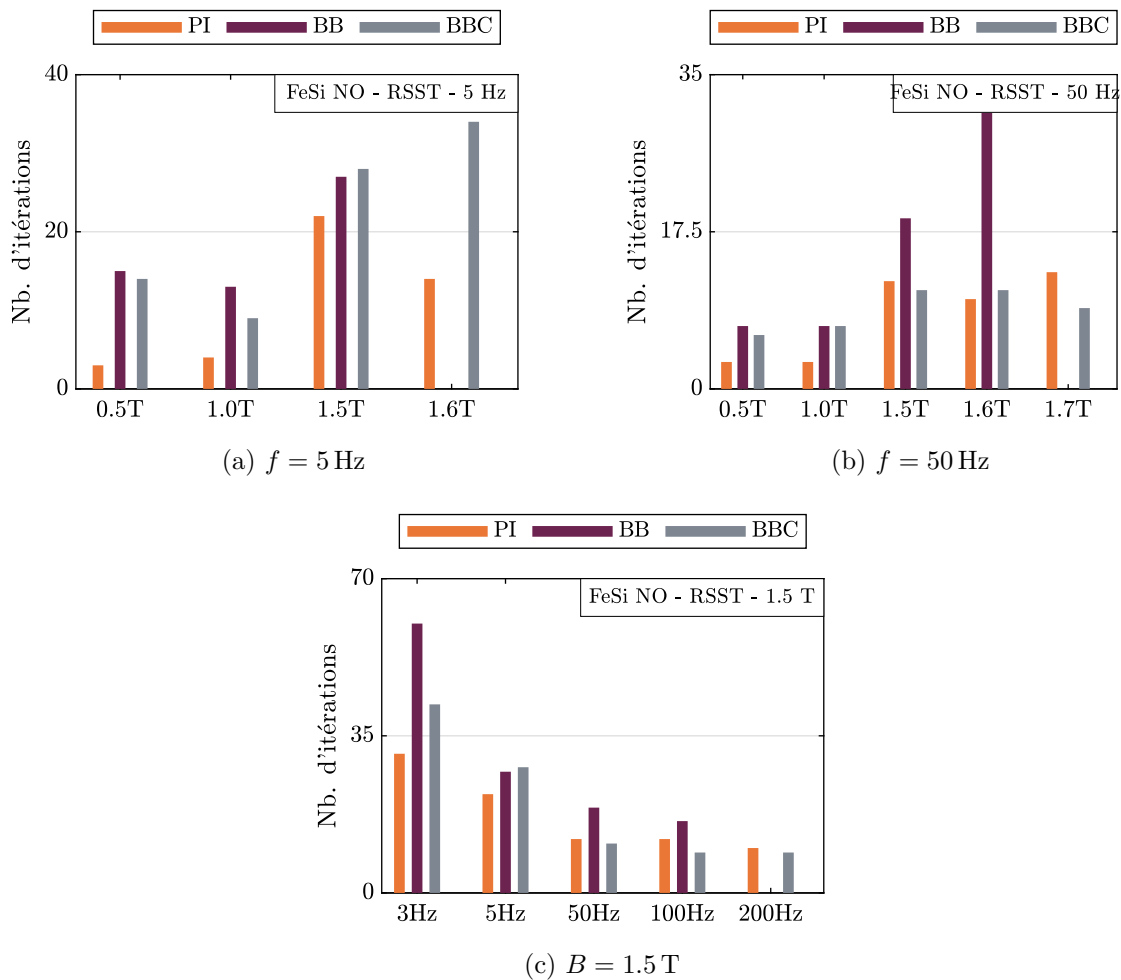 PI BB BBC
40
20
0
Nb. d'itérations
FeSi NO - RSST - 5 Hz
0.5T 1.0T 1.5T 1.6T
(a) f = 5 Hz
PI BB BBC
35
17.5
0
Nb. d'itérations
FeSi NO - RSST - 50 Hz
0.5T 1.0T 1.5T 1.6T 1.7T
(b) f = 50 Hz
PI BB BBC
70
35
0
Nb. d'itérations
FeSi NO - RSST - 1.5 T
3Hz 5Hz 50Hz 100Hz 200Hz
(c) B = 1.5 T